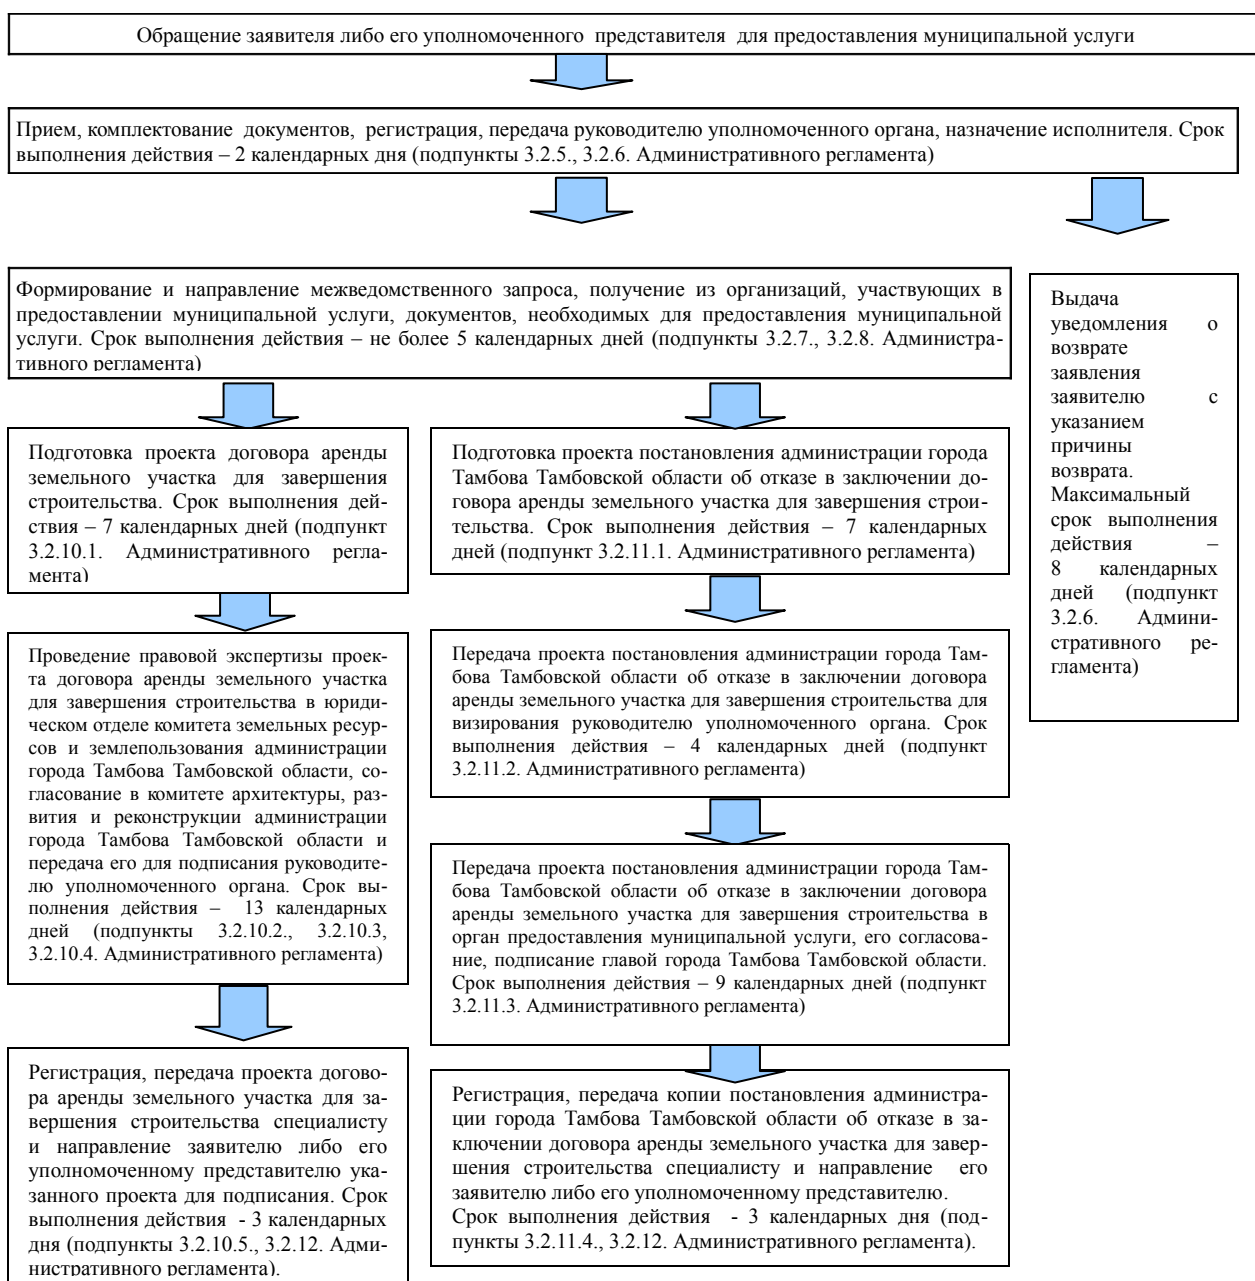 Обращение заявителя либо его уполномоченного представителя для предоставления муниципальной услуги
Прием, комплектование документов, регистрация, передача руководителю уполномоченного органа, назначение исполнителя. Срок
выполнения действия – 2 календарных дня (подпункты 3.2.5., 3.2.6. Административного регламента)
Формирование и направление межведомственного запроса, получение из организаций, участвующих в
предоставлении муниципальной услуги, документов, необходимых для предоставления муниципальной
услуги. Срок выполнения действия – не более 5 календарных дней (подпункты 3.2.7., 3.2.8. Администра-
тивного регламента)
Выдача
уведомления о
возврате
заявления
заявителю с
указанием
причины
возврата.
Максимальный
срок выполнения
действия –
8 календарных
дней (подпункт
3.2.6. Админи-
стративного ре-
гламента)
Подготовка проекта договора аренды
земельного участка для завершения
строительства. Срок выполнения дей-
ствия – 7 календарных дней (подпункт
3.2.10.1. Административного регла-
мента)
Подготовка проекта постановления администрации города
Тамбова Тамбовской области об отказе в заключении до-
говора аренды земельного участка для завершения строи-
тельства. Срок выполнения действия – 7 календарных
дней (подпункт 3.2.11.1. Административного регламента)
Проведение правовой экспертизы проек-
та договора аренды земельного участка
для завершения строительства в юриди-
ческом отделе комитета земельных ресур-
сов и землепользования администрации
города Тамбова Тамбовской области, со-
гласование в комитете архитектуры, раз-
вития и реконструкции администрации
города Тамбова Тамбовской области и
передача его для подписания руководите-
лю уполномоченного органа. Срок вы-
полнения действия – 13 календарных
дней (подпункты 3.2.10.2., 3.2.10.3,
3.2.10.4. Административного регламента)
Передача проекта постановления администрации города Там-
бова Тамбовской области об отказе в заключении договора
аренды земельного участка для завершения строительства для
визирования руководителю уполномоченного органа. Срок
выполнения действия – 4 календарных дней (подпункт
3.2.11.2. Административного регламента)
Передача проекта постановления администрации города Там-
бова Тамбовской области об отказе в заключении договора
аренды земельного участка для завершения строительства в
орган предоставления муниципальной услуги, его согласова-
ние, подписание главой города Тамбова Тамбовской области.
Срок выполнения действия – 9 календарных дней (подпункт
3.2.11.3. Административного регламента)
Регистрация, передача проекта догово-
ра аренды земельного участка для за-
вершения строительства специалисту
и направление заявителю либо его
уполномоченному представителю ука-
занного проекта для подписания. Срок
выполнения действия - 3 календарных
дня (подпункты 3.2.10.5., 3.2.12. Адми-
нистративного регламента).
Регистрация, передача копии постановления администра-
ции города Тамбова Тамбовской области об отказе в за-
ключении договора аренды земельного участка для завер-
шения строительства специалисту и направление его
заявителю либо его уполномоченному представителю.
Срок выполнения действия - 3 календарных дня (под-
пункты 3.2.11.4., 3.2.12. Административного регламента).